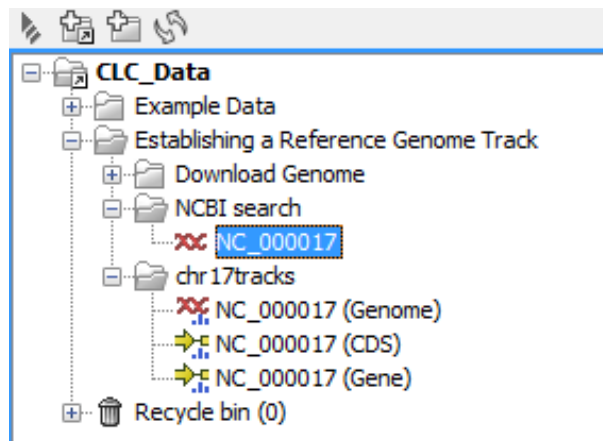 CLC_Data
Example Data
Establishing a Reference Genome Track
Download Genome
NCBI search
NC_000017
chr17tracks
NC_000017 (Genome)
NC_000017 (CDS)
NC_000017 (Gene)
Recycle bin (0)